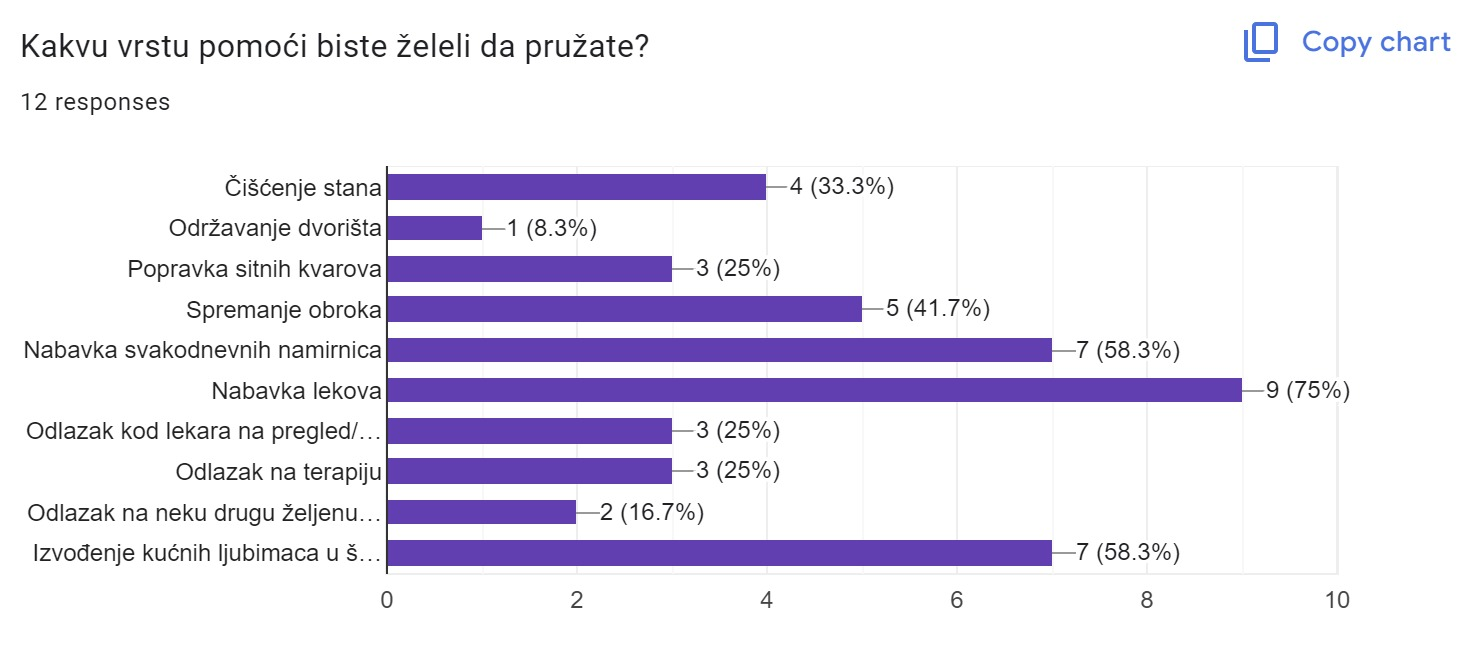 Kakvu vrstu pomoći biste želeli da pružate?
Copy chart
12 responses
Čišćenje stana 4 (33.3%)
Održavanje dvorišta 1 (8.3%)
Popravka sitnih kvarova 3 (25%)
Spremanje obroka 5 (41.7%)
Nabavka svakodnevnih namirnica 7 (58.3%)
Nabavka lekova 9 (75%)
Odlazak kod lekara na pregled/… 3 (25%)
Odlazak na terapiju 3 (25%)
Odlazak na neku drugu željenu… 2 (16.7%)
Izvođenje kućnih ljubimaca u š… 7 (58.3%)
0 2 4 6 8 10